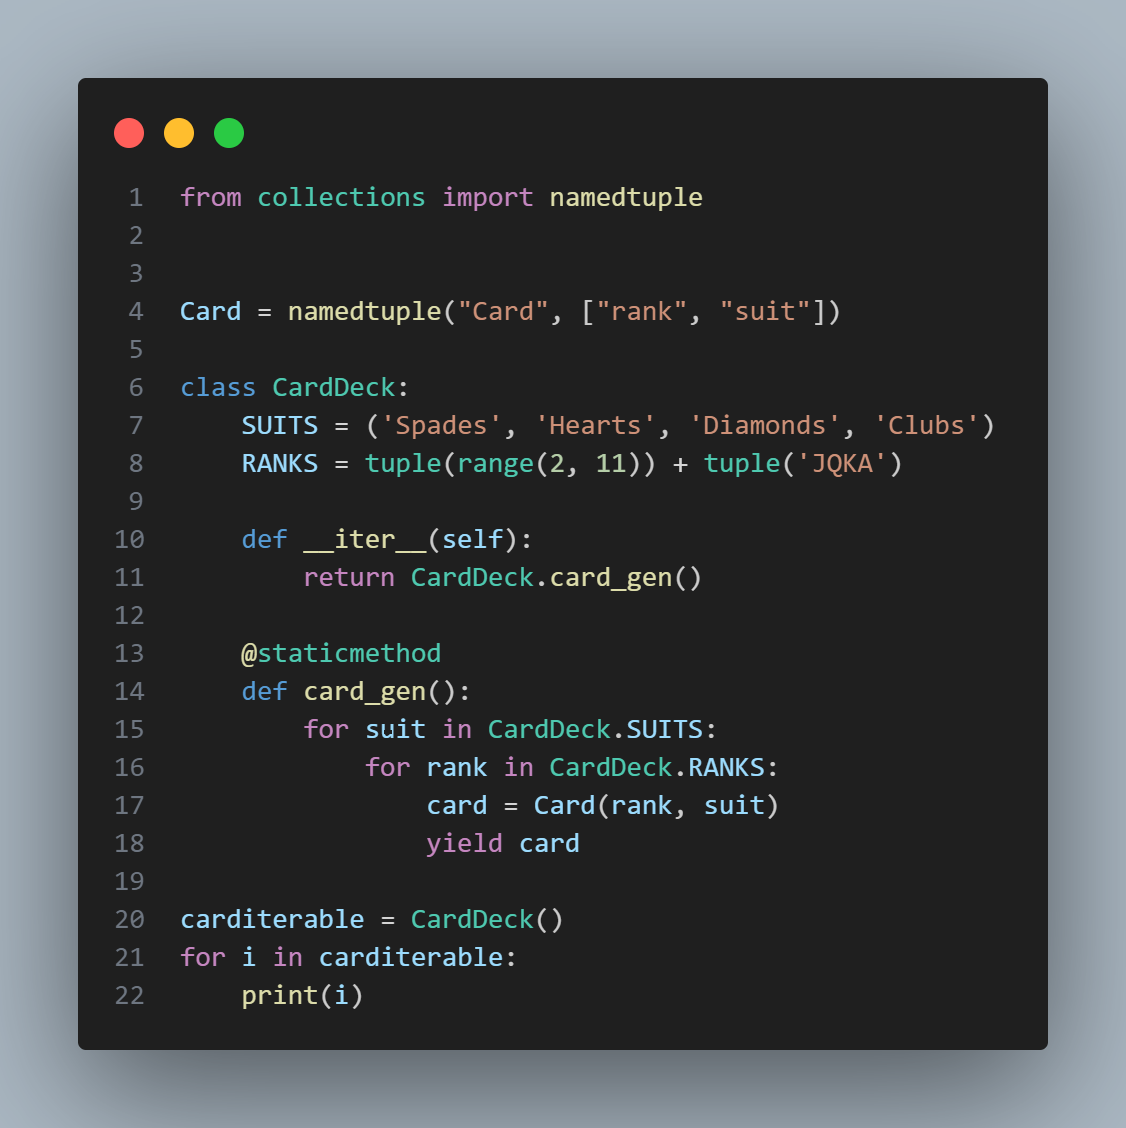 1 from collections import namedtuple
2
3
4 Card = namedtuple("Card", ["rank", "suit"])
5
6 class CardDeck:
7     SUITS = ('Spades', 'Hearts', 'Diamonds', 'Clubs')
8     RANKS = tuple(range(2, 11)) + tuple('JQKA')
9
10     def __iter__(self):
11         return CardDeck.card_gen()
12
13     @staticmethod
14     def card_gen():
15         for suit in CardDeck.SUITS:
16             for rank in CardDeck.RANKS:
17                 card = Card(rank, suit)
18                 yield card
19
20 carditerable = CardDeck()
21 for i in carditerable:
22     print(i)